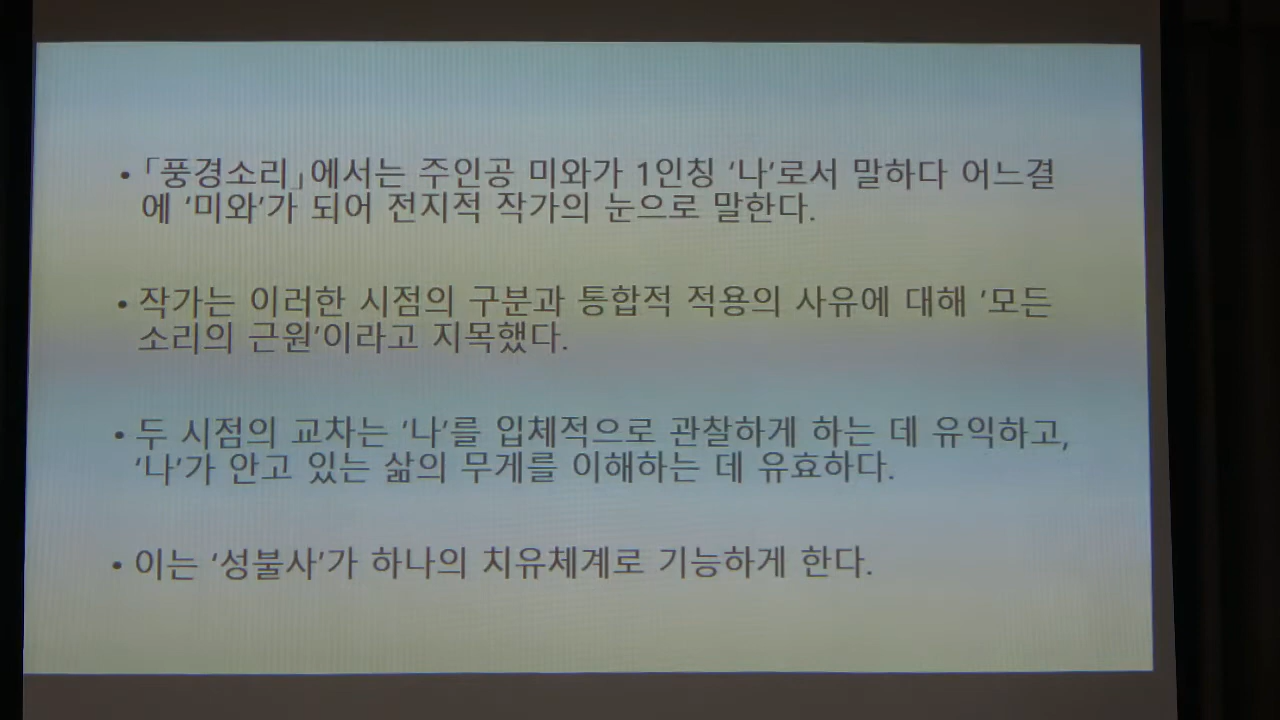 • 「풍경소리」에서는 주인공 미와가 1인칭 ‘나’로서 말하다 어느결
에 ‘미와’가 되어 전지적 작가의 눈으로 말한다.
• 작가는 이러한 시점의 구분과 통합적 적용의 사유에 대해 ‘모든
소리의 근원’이라고 지목했다.
• 두 시점의 교차는 ‘나’를 입체적으로 관찰하게 하는 데 유익하고,
‘나’가 안고 있는 삶의 무게를 이해하는 데 유효하다.
• 이는 ‘성불사’가 하나의 치유체계로 기능하게 한다.